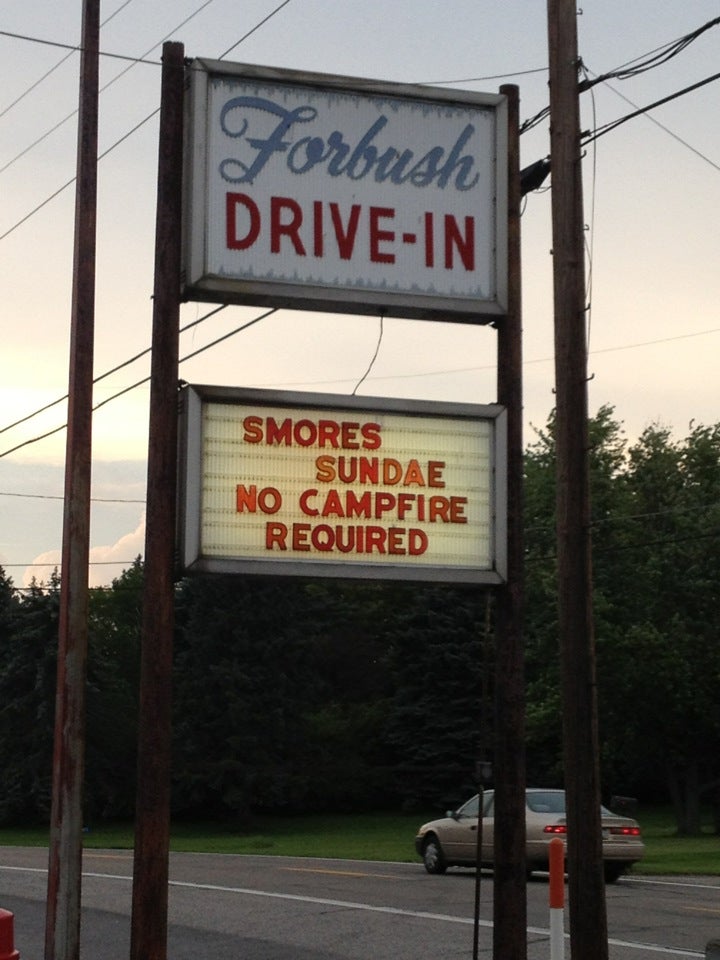 Forbush
DRIVE-IN
SMORES
SUNDAE
NO CAMPFIRE
REQUIRED